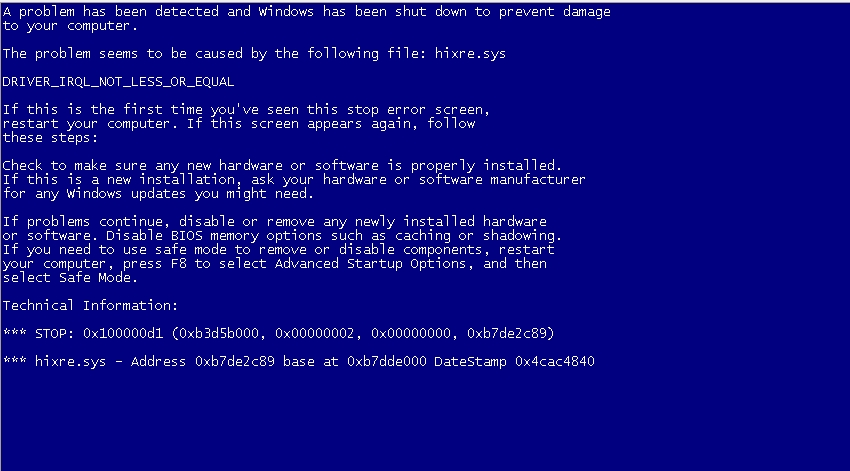 A problem has been detected and Windows has been shut down to prevent damage
to your computer.
The problem seems to be caused by the following file: hixre.sys
DRIVER_IRQL_NOT_LESS_OR_EQUAL
If this is the first time you've seen this stop error screen,
restart your computer. If this screen appears again, follow
these steps:
Check to make sure any new hardware or software is properly installed.
If this is a new installation, ask your hardware or software manufacturer
for any Windows updates you might need.
If problems continue, disable or remove any newly installed hardware
or software. Disable BIOS memory options such as caching or shadowing.
If you need to use safe mode to remove or disable components, restart
your computer, press F8 to select Advanced Startup Options, and then
select Safe Mode.
Technical Information:
*** STOP: 0x100000d1 (0xb3d5b000, 0x00000002, 0x00000000, 0xb7de2c89)
*** hixre.sys - Address 0xb7de2c89 base at 0xb7dde000 DateStamp 0x4cac4840